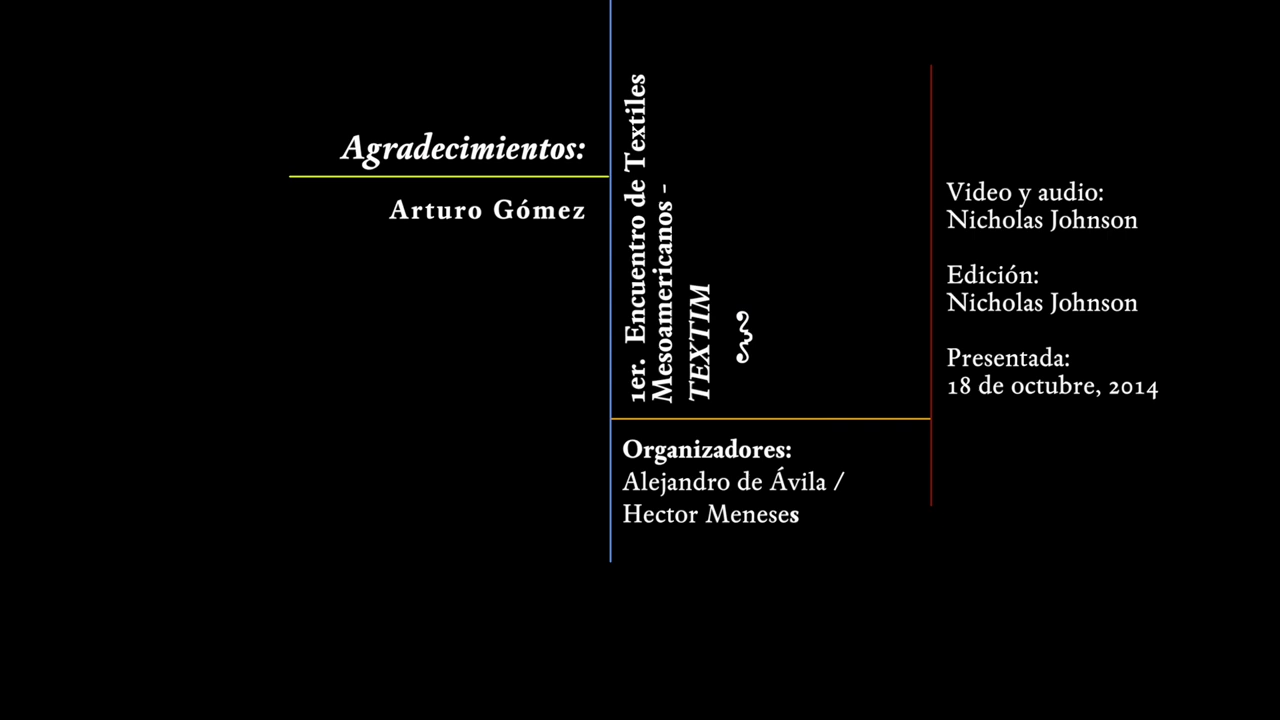 Agradecimientos:
Arturo Gómez
1er. Encuentro de Textiles
Mesoamericanos -
TEXTIM
Organizadores:
Alejandro de Ávila /
Hector Meneses
Video y audio:
Nicholas Johnson
Edición:
Nicholas Johnson
Presentada:
18 de octubre, 2014